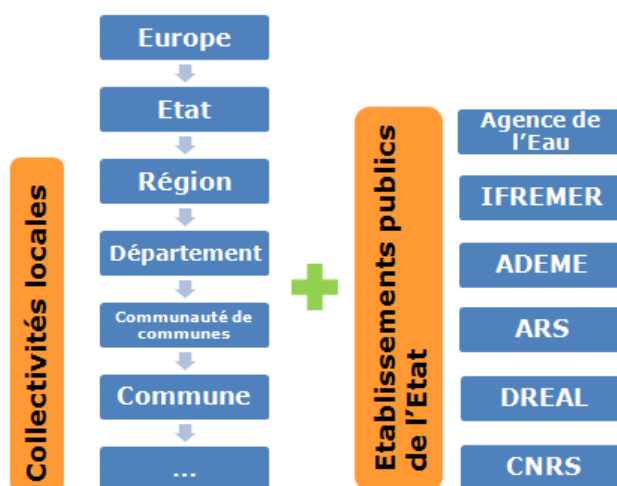 Europe
Etat
Collectivités locales
Région
Département
Communauté de
communes
Commune
...
Etablissements publics
de l'Etat
Agence de
l'Eau
IFREMER
ADEME
ARS
DREAL
CNRS